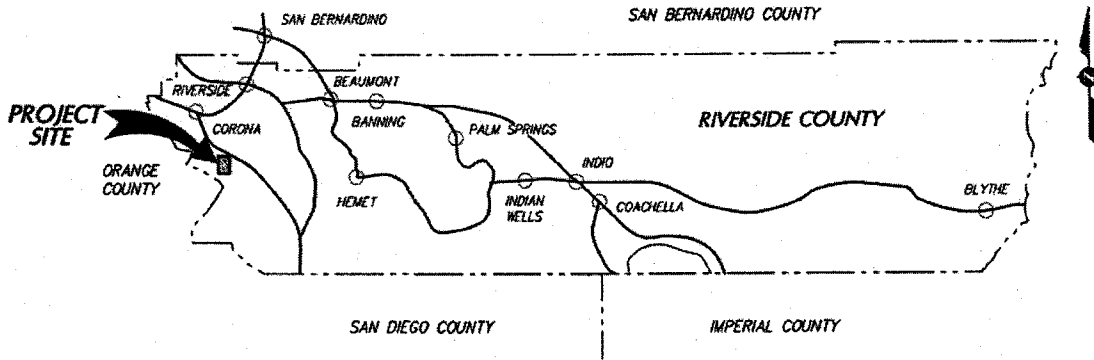 SAN BERNARDINO
SAN BERNARDINO COUNTY
RIVERSIDE
BEAUMONT
PROJECT
SITE
CORONA
BANNING
PALM SPRINGS
RIVERSIDE COUNTY
ORANGE
COUNTY
HEMET
INDIAN
WELLS
INDIO
COACHELLA
BLYTHE
SAN DIEGO COUNTY
IMPERIAL COUNTY